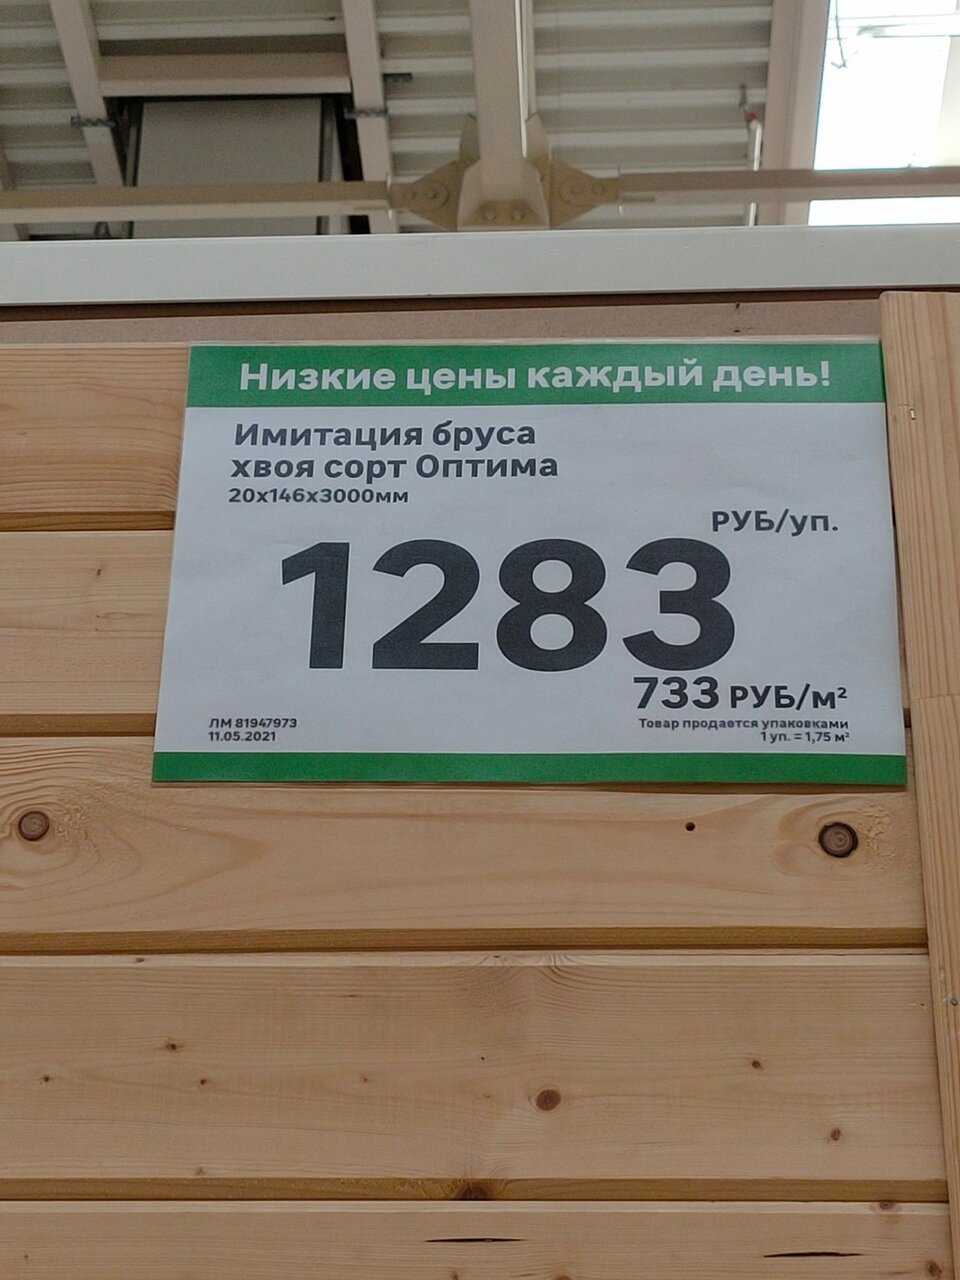 Низкие цены каждый день!
Имитация бруса
хвоя сорт Оптима
20х146х3000мм
РУБ/уп.
1283
733 РУБ/м²
ЛМ 81947973
11.05.2021
Товар продается упаковками
1 уп. = 1,75 м²